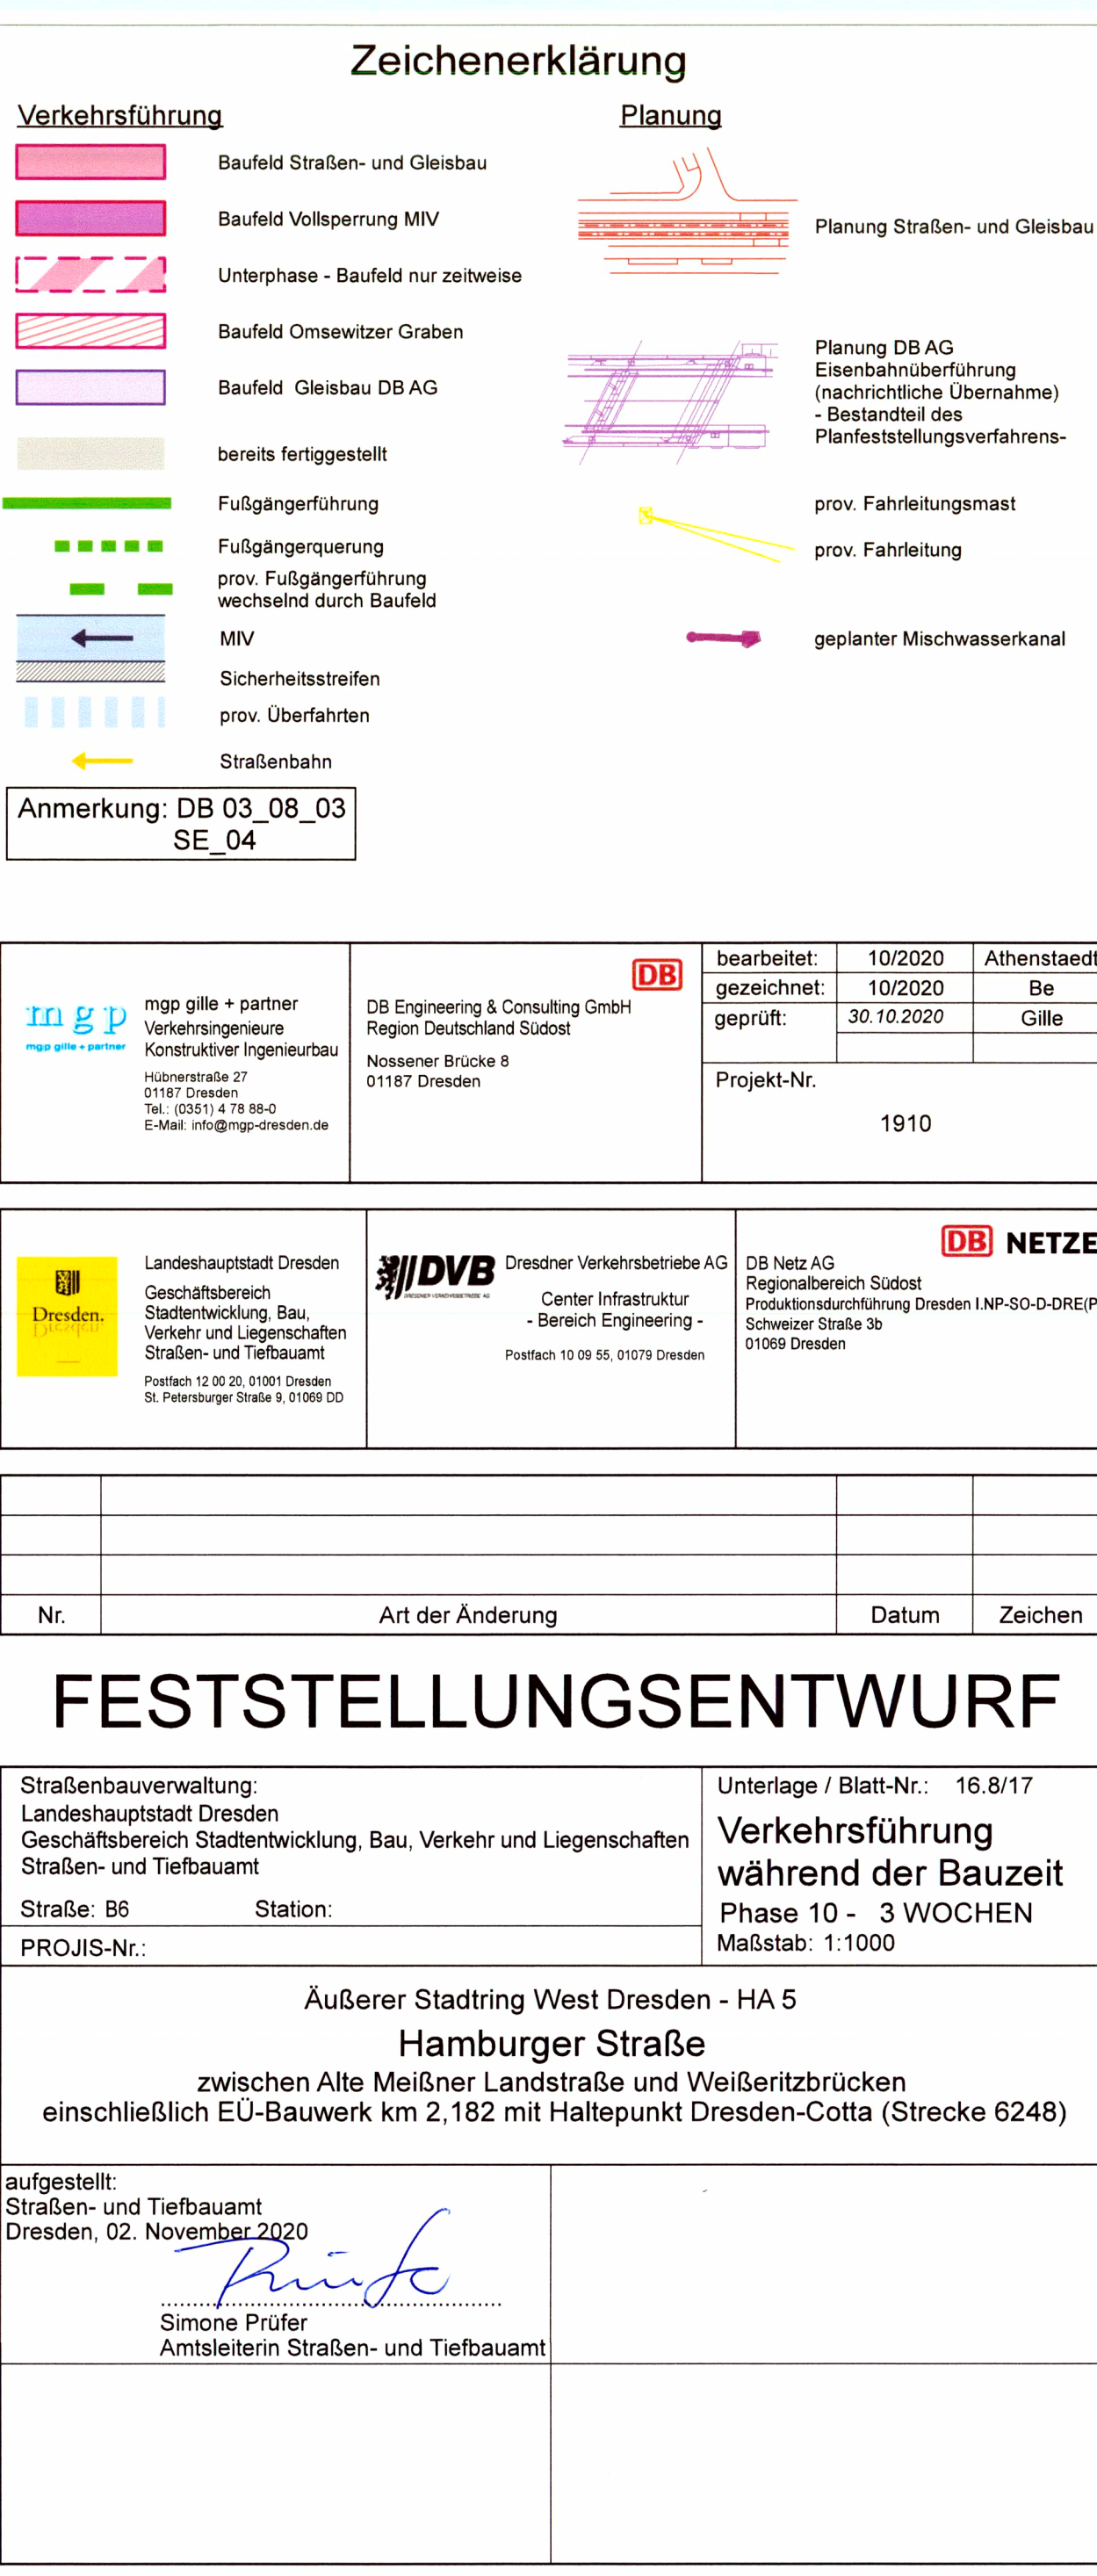 Zeichenerklärung
Verkehrsführung
Baufeld Straßen- und Gleisbau
Baufeld Vollsperrung MIV
Unterphase - Baufeld nur zeitweise
Baufeld Omsewitzer Graben
Baufeld Gleisbau DB AG
bereits fertiggestellt
Fußgängerführung
Fußgängerquerung
prov. Fußgängerführung
wechselnd durch Baufeld
MIV
Sicherheitsstreifen
prov. Überfahrten
Straßenbahn
Planung
Planung Straßen- und Gleisbau
Planung DB AG
Eisenbahnüberführung
(nachrichtliche Übernahme)
- Bestandteil des
Planfeststellungsverfahrens-
prov. Fahrleitungsmast
prov. Fahrleitung
geplanter Mischwasserkanal
Anmerkung: DB 03_08_03
SE_04
mgp
mgp gille + partner
mgp gille + partner
Verkehrsingenieure
Konstruktiver Ingenieurbau
Hübnerstraße 27
01187 Dresden
Tel.: (0351) 4 78 88-0
E-Mail: info@mgp-dresden.de
DB
DB Engineering & Consulting GmbH
Region Deutschland Südost
Nossener Brücke 8
01187 Dresden
bearbeitet: 10/2020 Athenstaedt
gezeichnet: 10/2020 Be
geprüft: 30.10.2020 Gille
Projekt-Nr.
1910
Dresden.
Dresden.
Landeshauptstadt Dresden
Geschäftsbereich
Stadtentwicklung, Bau,
Verkehr und Liegenschaften
Straßen- und Tiefbauamt
Postfach 12 00 20, 01001 Dresden
St. Petersburger Straße 9, 01069 DD
DVB
DRESDNER VERKEHRSBETRIEBE AG
Dresdner Verkehrsbetriebe AG
Center Infrastruktur
- Bereich Engineering -
Postfach 10 09 55, 01079 Dresden
DB NETZE
DB Netz AG
Regionalbereich Südost
Produktionsdurchführung Dresden I.NP-SO-D-DRE(P
Schweizer Straße 3b
01069 Dresden
Nr. Art der Änderung Datum Zeichen
FESTSTELLUNGSENTWURF
Straßenbauverwaltung:
Landeshauptstadt Dresden
Geschäftsbereich Stadtentwicklung, Bau, Verkehr und Liegenschaften
Straßen- und Tiefbauamt
Straße: B6 Station:
PROJIS-Nr.:
Unterlage / Blatt-Nr.: 16.8/17
Verkehrsführung
während der Bauzeit
Phase 10 - 3 WOCHEN
Maßstab: 1:1000
Äußerer Stadtring West Dresden - HA 5
Hamburger Straße
zwischen Alte Meißner Landstraße und Weißeritzbrücken
einschließlich EÜ-Bauwerk km 2,182 mit Haltepunkt Dresden-Cotta (Strecke 6248)
aufgestellt:
Straßen- und Tiefbauamt
Dresden, 02. November 2020
Simone Prüfer
Amtsleiterin Straßen- und Tiefbauamt